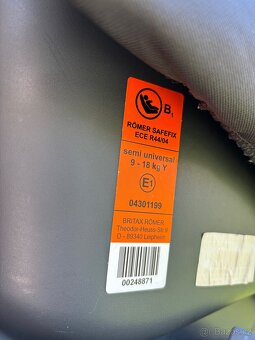 B1
RÖMER SAFEFIX
ECE R44/04
semi universal
9 - 18 kg Y
E1
04301199
BRITAX RÖMER
Theodor-Heuss-Str.9
D - 89340 Leipheim
00248871